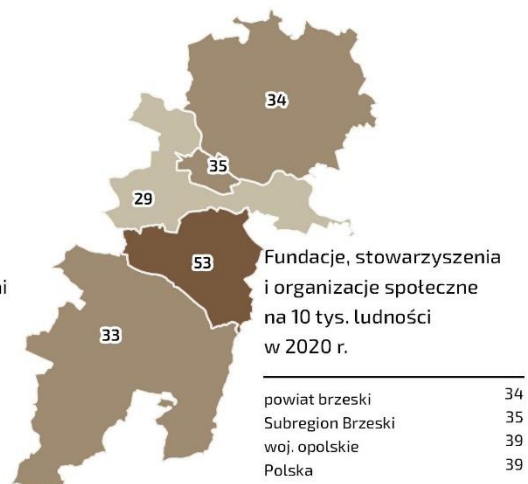 34
35
29
53
33
ni
Fundacje, stowarzyszenia
i organizacje społeczne
na 10 tys. ludności
w 2020 r.
powiat brzeski 34
Subregion Brzeski 35
woj. opolskie 39
Polska 39